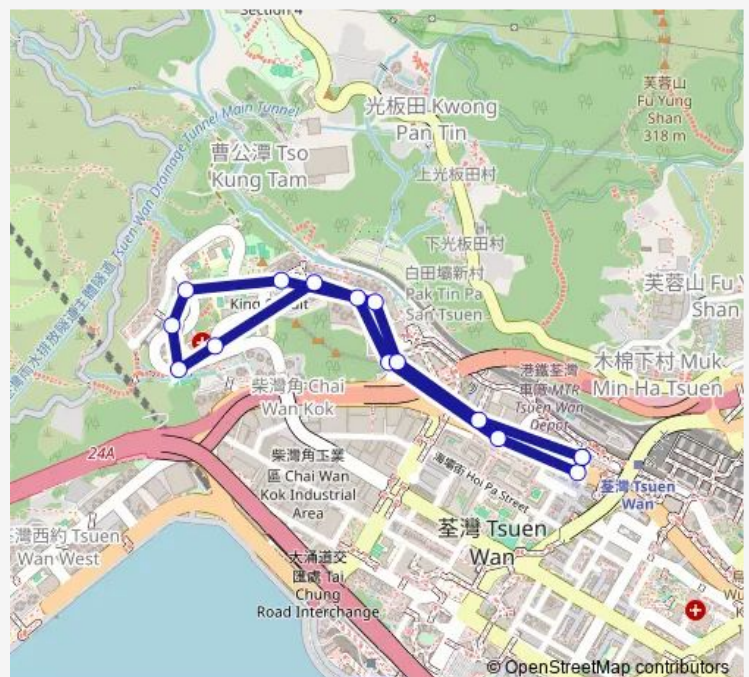 Section 4
光板田 Kwong
Pan Tin
芙蓉山
Fu Yung
Shan
318 m
Tsuen Wan Drainage Tunnel Main Tunnel
曹公潭 Tso
Kung Tam
上光板田村
下光板田村
白田壩新村
Pak Tin Pa
San Tsuen
芙蓉山 Fu Y
Shan
King
it
柴灣角 Chai
Wan Kok
港鐵荃灣
車廠 MTR
Tsuen Wan
Depot
木棉下村 Muk
Min Ha Tsuen
24A
柴灣角工業
區 Chai Wan
Kok Industrial
Area
海壩街 Hoi Pa Street
荃灣 Tsuen
Wan
荃灣 Tsuen
Wan
灣西約 Tsuen
Wan West
大涌道交
匯處 Tai
Chung
Road Interchange
© OpenStreetMap contributors